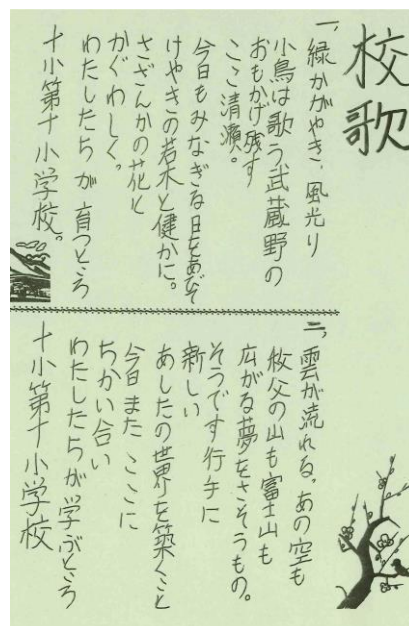 校歌
一、緑かがやき、風光り
小鳥は歌う武蔵野の
おもかげ残す
ここ清瀬。
今日もみなぎる日をあびて
けやきの若木と健かに。
さざんかの花と
かぐわしく。
わたしたちが育つところ
十小第十小学校。
二、雲が流れる。あの空も
秩父の山も富士山も
広がる夢をさそうもの。
そうです行手に
新しい
あしたの世界を築くこと
今日またここに
ちかい合い
わたしたちが学ぶところ
十小第十小学校